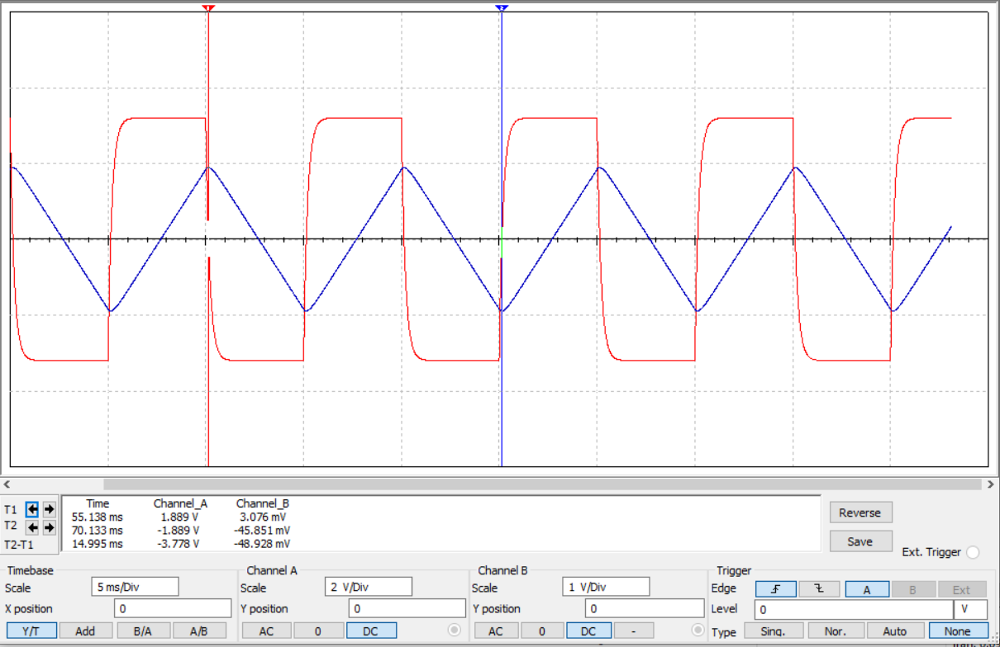 1 2
Time Channel_A Channel_B
T1 55.138 ms 1.889 V 3.076 mV
T2 70.133 ms -1.889 V -45.851 mV
T2-T1 14.995 ms -3.778 V -48.928 mV
Reverse
Save
Ext. Trigger
Timebase Channel A Channel B Trigger
Scale 5 ms/Div Scale 2 V/Div Scale 1 V/Div Edge A B Ext
X position 0 Y position 0 Y position 0 Level 0 V
Y/T Add B/A A/B AC 0 DC AC 0 DC - Type Sing. Nor. Auto None